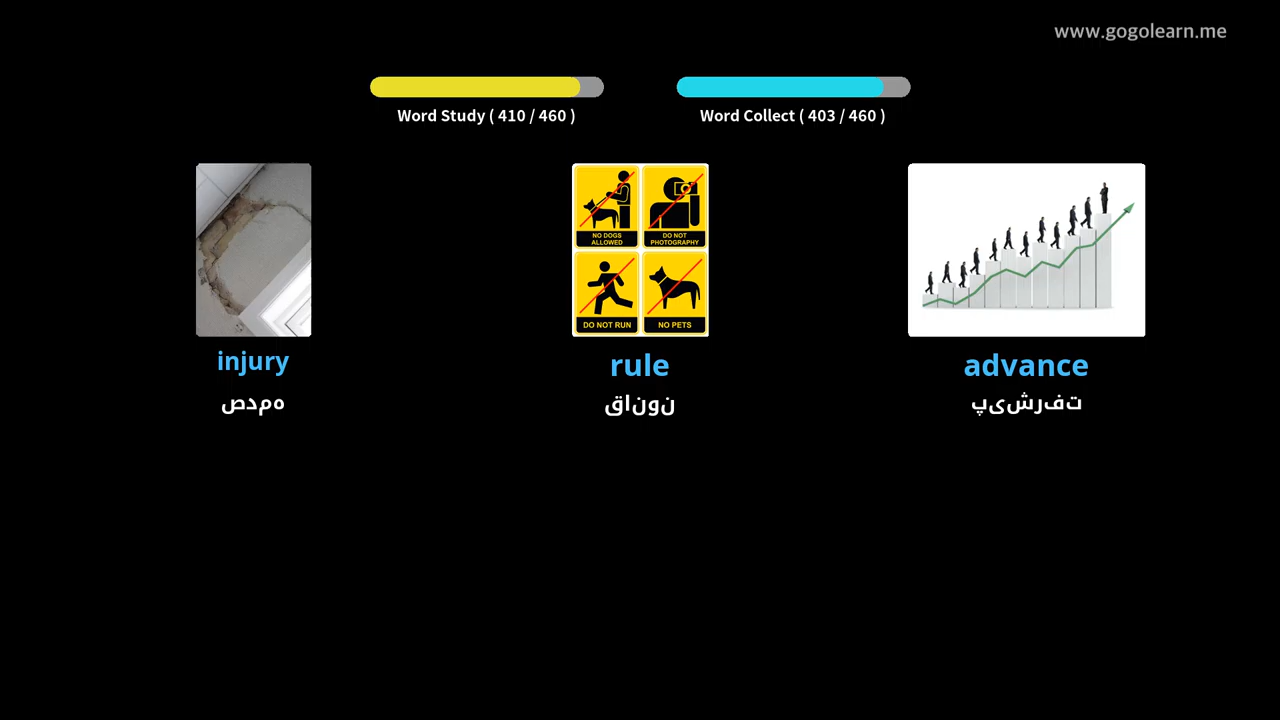 www.gogolearn.me
Word Study ( 410 / 460 )
Word Collect ( 403 / 460 )
NO DOGS
ALLOWED
DO NOT
PHOTOGRAPHY
DO NOT RUN
NO PETS
injury
صدمه
rule
قانون
advance
پیشرفت